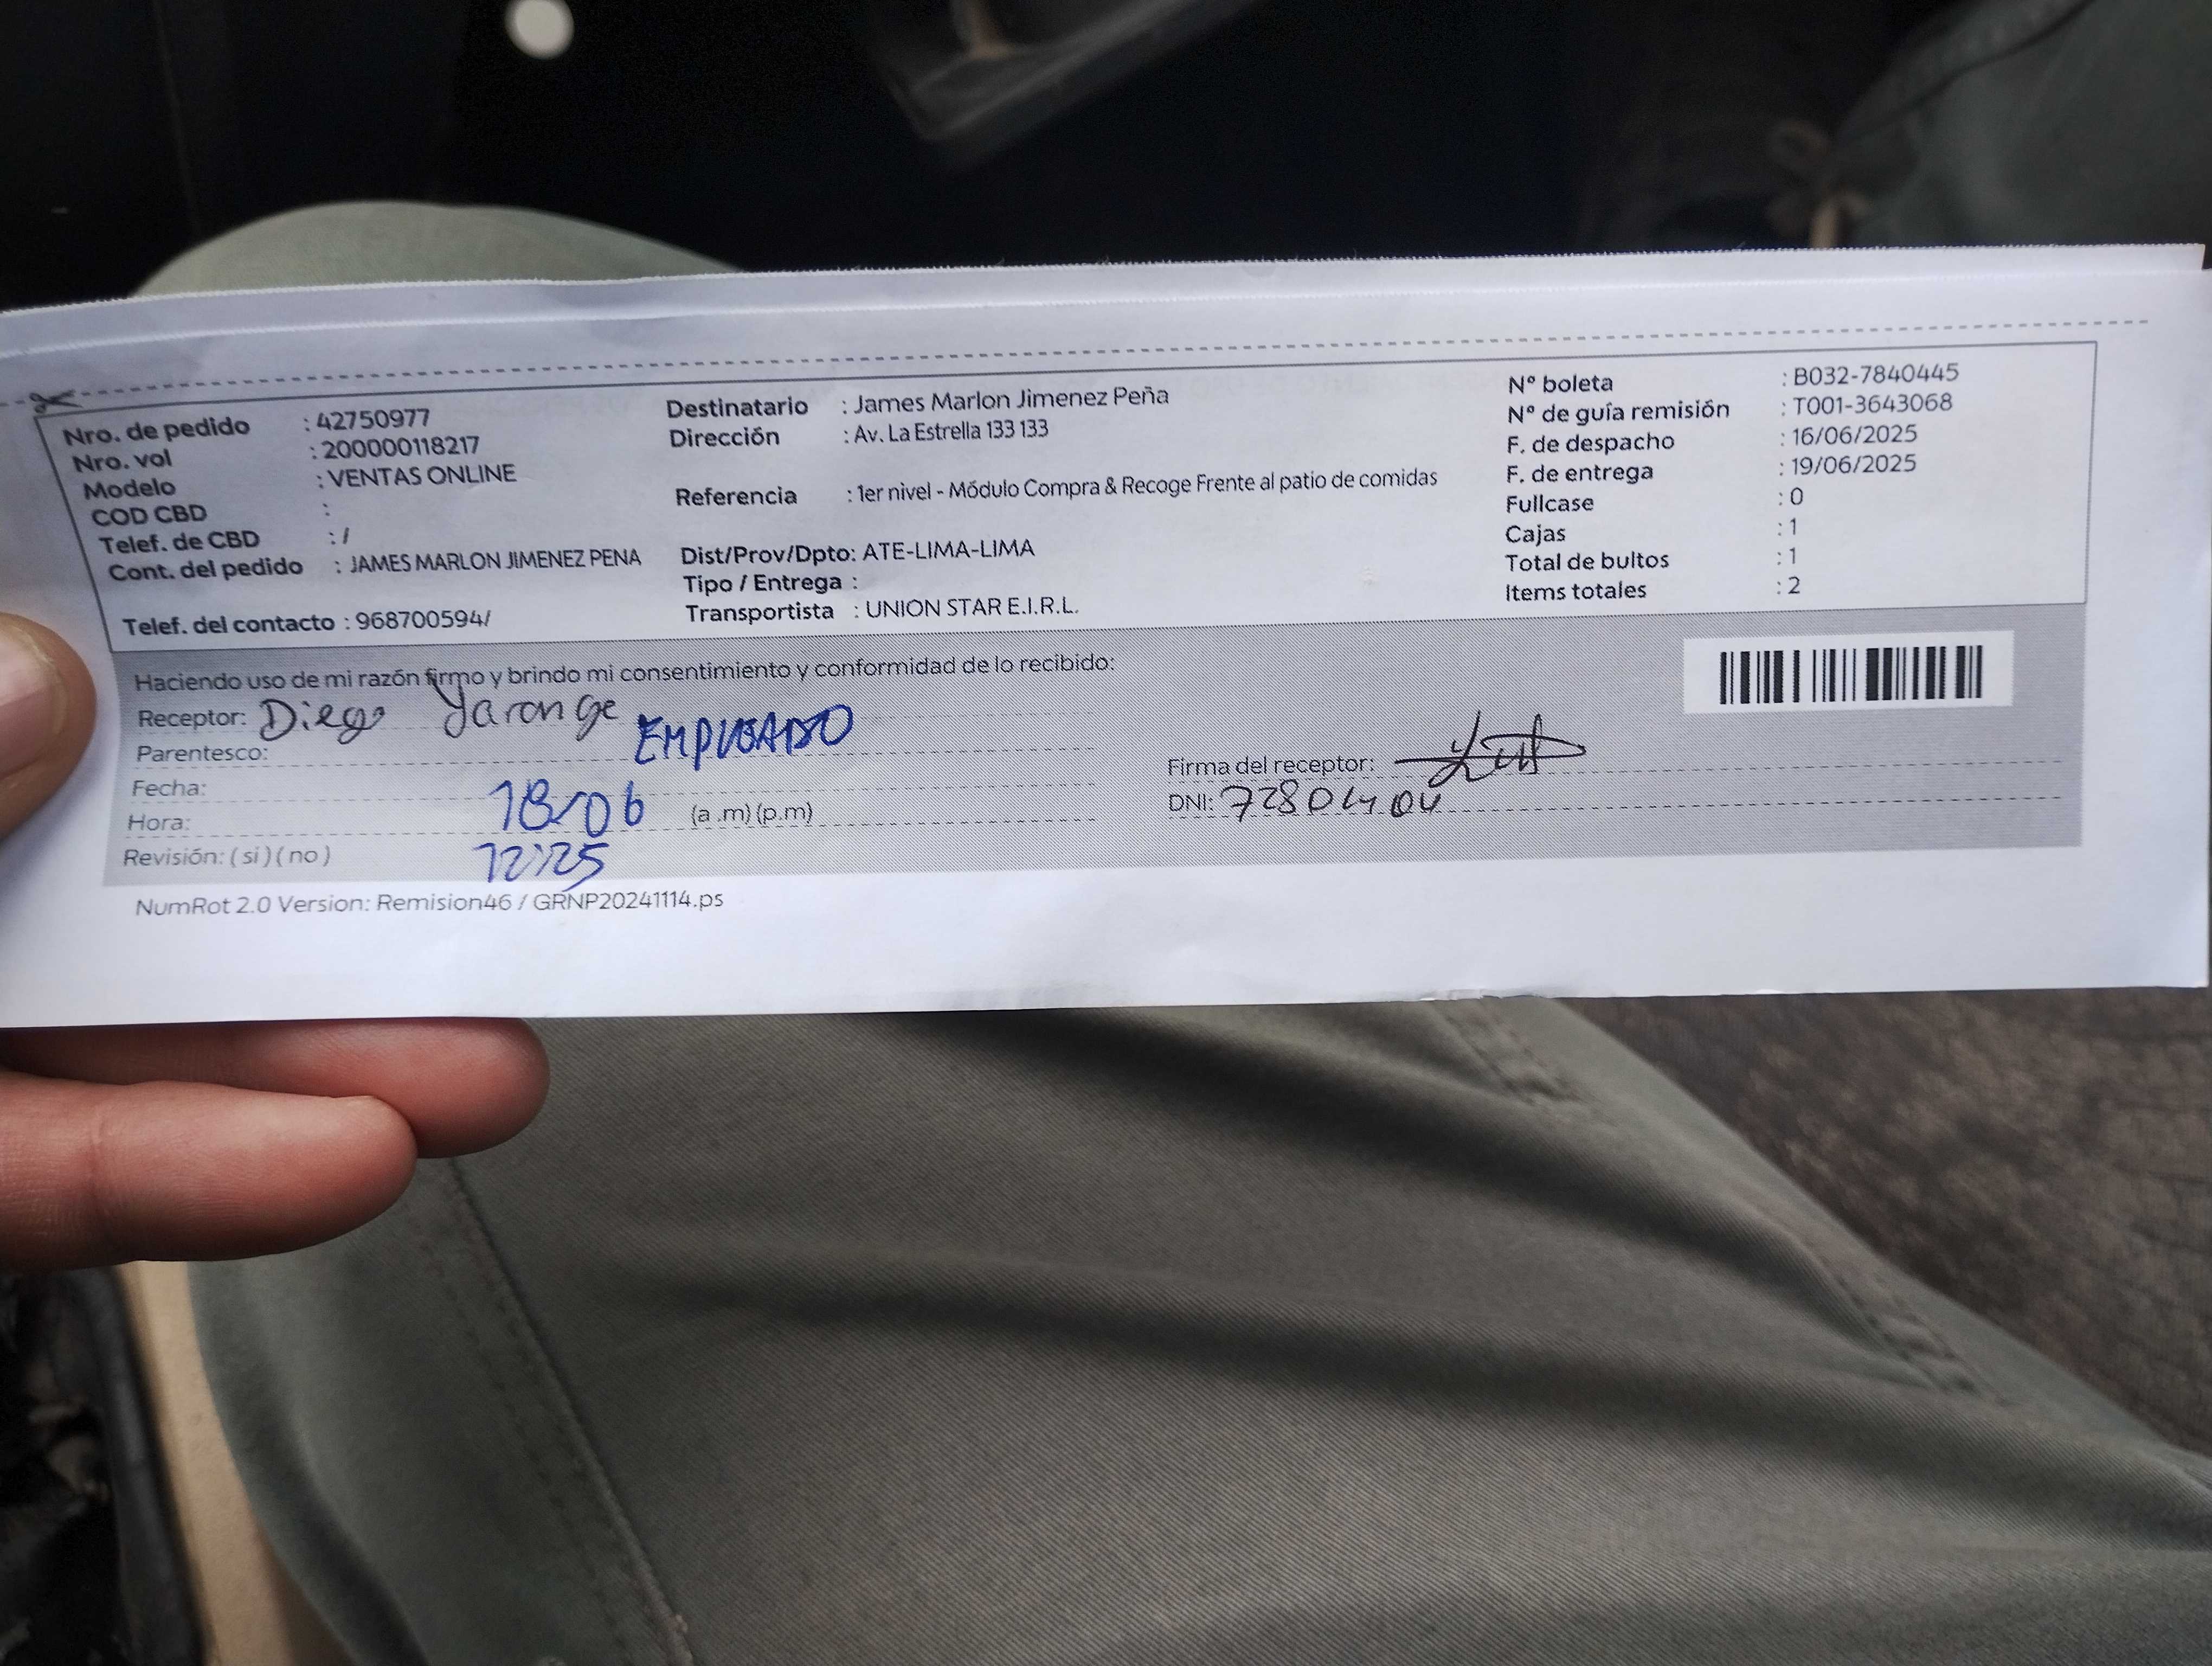 Nro. de pedido : 42750977
Nro. vol : 200000118217
Modelo : VENTAS ONLINE
COD CBD :
Telef. de CBD : /
Cont. del pedido : JAMES MARLON JIMENEZ PENA
Telef. del contacto : 968700594/
Destinatario : James Marlon Jimenez Peña
Dirección : Av. La Estrella 133 133
Referencia : 1er nivel - Módulo Compra & Recoge Frente al patio de comidas
Dist/Prov/Dpto: ATE-LIMA-LIMA
Tipo / Entrega :
Transportista : UNION STAR E.I.R.L.
N° boleta : B032-7840445
N° de guía remisión : T001-3643068
F. de despacho : 16/06/2025
F. de entrega : 19/06/2025
Fullcase : 0
Cajas : 1
Total de bultos : 1
Items totales : 2
Haciendo uso de mi razón firmo y brindo mi consentimiento y conformidad de lo recibido:
Receptor: Diego Yarange
Parentesco: EMPLEADO
Fecha: 18/06
Hora: (a .m) (p.m)
12:25
Revisión: ( si ) ( no )
Firma del receptor:
DNI: 72804404
NumRot 2.0 Version: Remision46 / GRNP20241114.ps